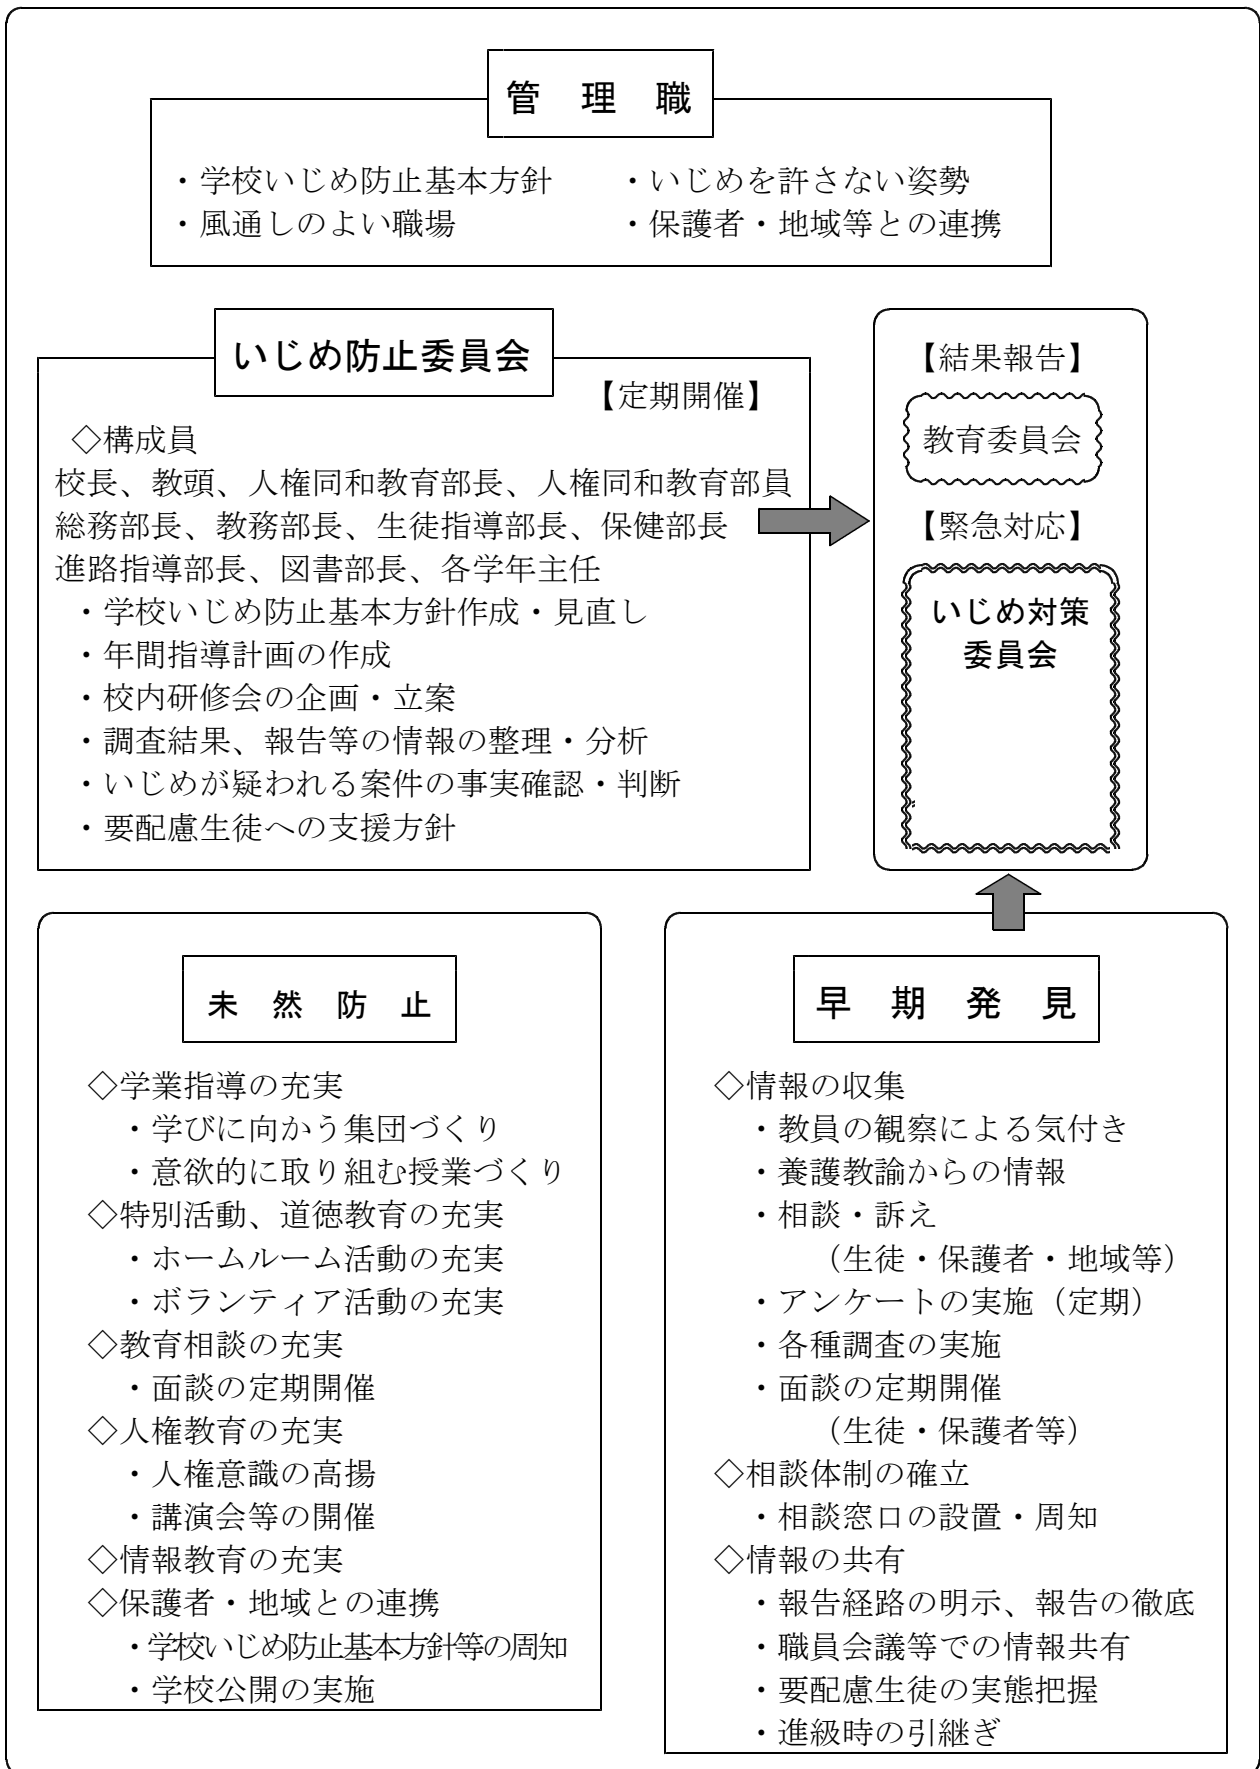 管　理　職
・学校いじめ防止基本方針　　・いじめを許さない姿勢
・風通しのよい職場　　　　　・保護者・地域等との連携
いじめ防止委員会
【定期開催】
◇構成員
校長、教頭、人権同和教育部長、人権同和教育部員
総務部長、教務部長、生徒指導部長、保健部長
進路指導部長、図書部長、各学年主任
・学校いじめ防止基本方針作成・見直し
・年間指導計画の作成
・校内研修会の企画・立案
・調査結果、報告等の情報の整理・分析
・いじめが疑われる案件の事実確認・判断
・要配慮生徒への支援方針
【結果報告】
教育委員会
【緊急対応】
いじめ対策
委員会
未　然　防　止
◇学業指導の充実
・学びに向かう集団づくり
・意欲的に取り組む授業づくり
◇特別活動、道徳教育の充実
・ホームルーム活動の充実
・ボランティア活動の充実
◇教育相談の充実
・面談の定期開催
◇人権教育の充実
・人権意識の高揚
・講演会等の開催
◇情報教育の充実
◇保護者・地域との連携
・学校いじめ防止基本方針等の周知
・学校公開の実施
早　期　発　見
◇情報の収集
・教員の観察による気付き
・養護教諭からの情報
・相談・訴え
（生徒・保護者・地域等）
・アンケートの実施（定期）
・各種調査の実施
・面談の定期開催
（生徒・保護者等）
◇相談体制の確立
・相談窓口の設置・周知
◇情報の共有
・報告経路の明示、報告の徹底
・職員会議等での情報共有
・要配慮生徒の実態把握
・進級時の引継ぎ